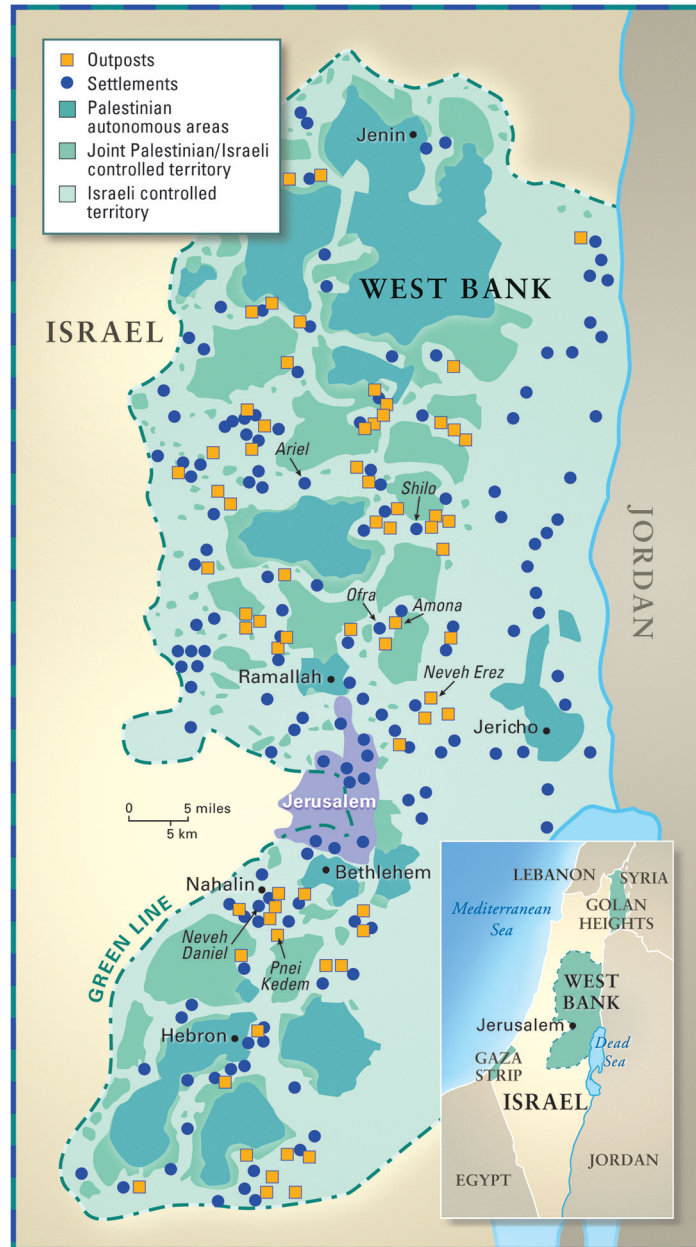 Outposts
Settlements
Palestinian
autonomous areas
Joint Palestinian/Israeli
controlled territory
Israeli controlled
territory
Jenin
WEST BANK
ISRAEL
Ariel
Shilo
JORDAN
Ofra
Amona
Ramallah
Neveh Erez
Jericho
Jerusalem
0 5 miles
5 km
Bethlehem
Nahalin
Neveh
Daniel
Pnei
Kedem
GREEN LINE
Hebron
LEBANON
SYRIA
GOLAN
HEIGHTS
Mediterranean
Sea
WEST
BANK
Jerusalem
Dead
Sea
GAZA
STRIP
ISRAEL
JORDAN
EGYPT